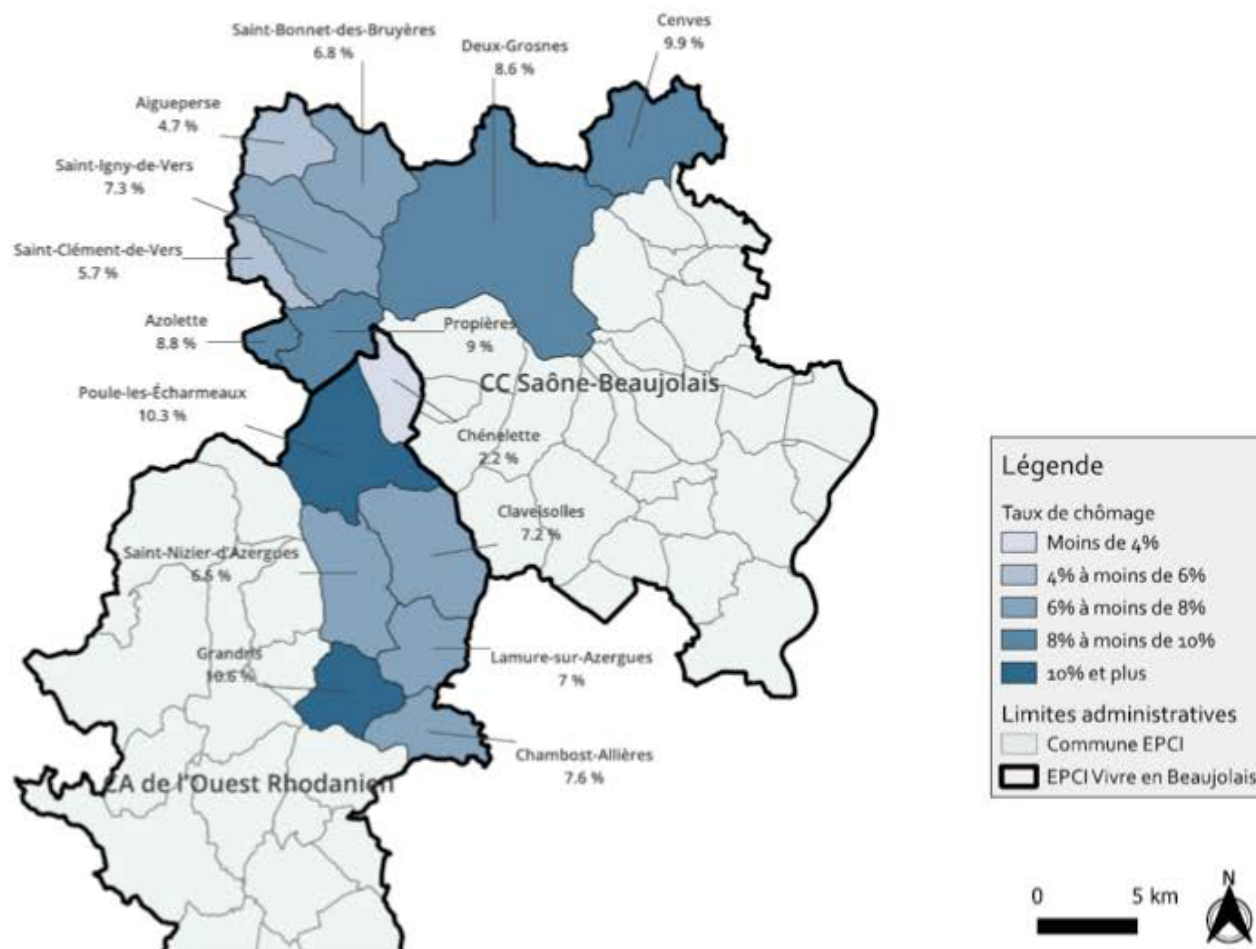 Cenves
9.9 %
Saint-Bonnet-des-Bruyères
6.8 %
Deux-Grosnes
8.6 %
Aigueperse
4.7 %
Saint-Igny-de-Vers
7.3 %
Saint-Clément-de-Vers
5.7 %
Azolette
8.8 %
Propières
9 %
CC Saône-Beaujolais
Poule-les-Écharmeaux
10.3 %
Chénelette
2.2 %
Claveisolles
7.2 %
Saint-Nizier-d'Azergues
6.6 %
Grandris
10.6 %
Lamure-sur-Azergues
7 %
Chambost-Allières
7.6 %
CA de l'Ouest Rhodanien
Légende
Taux de chômage
Moins de 4%
4% à moins de 6%
6% à moins de 8%
8% à moins de 10%
10% et plus
Limites administratives
Commune EPCI
EPCI Vivre en Beaujolais
0 5 km
N